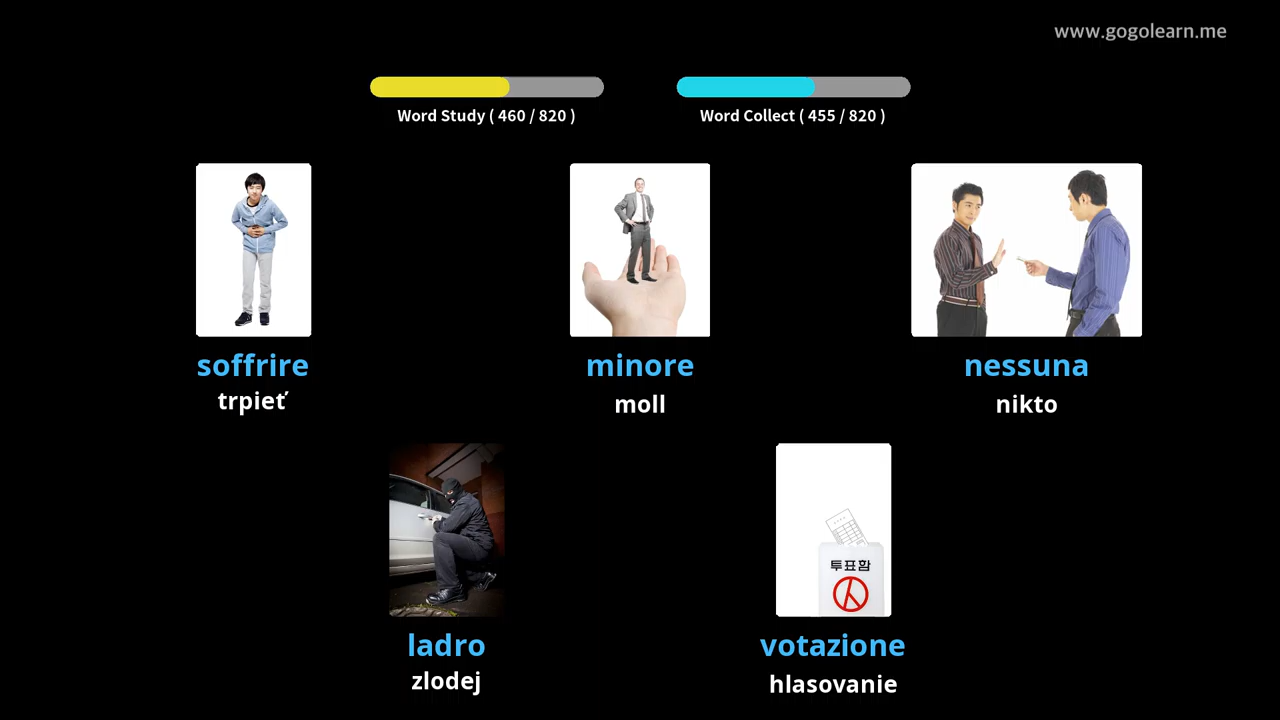 www.gogolearn.me
Word Study ( 460 / 820 )
Word Collect ( 455 / 820 )
soffrire
trpieť
minore
moll
nessuna
nikto
ladro
zlodej
투표함
votazione
hlasovanie